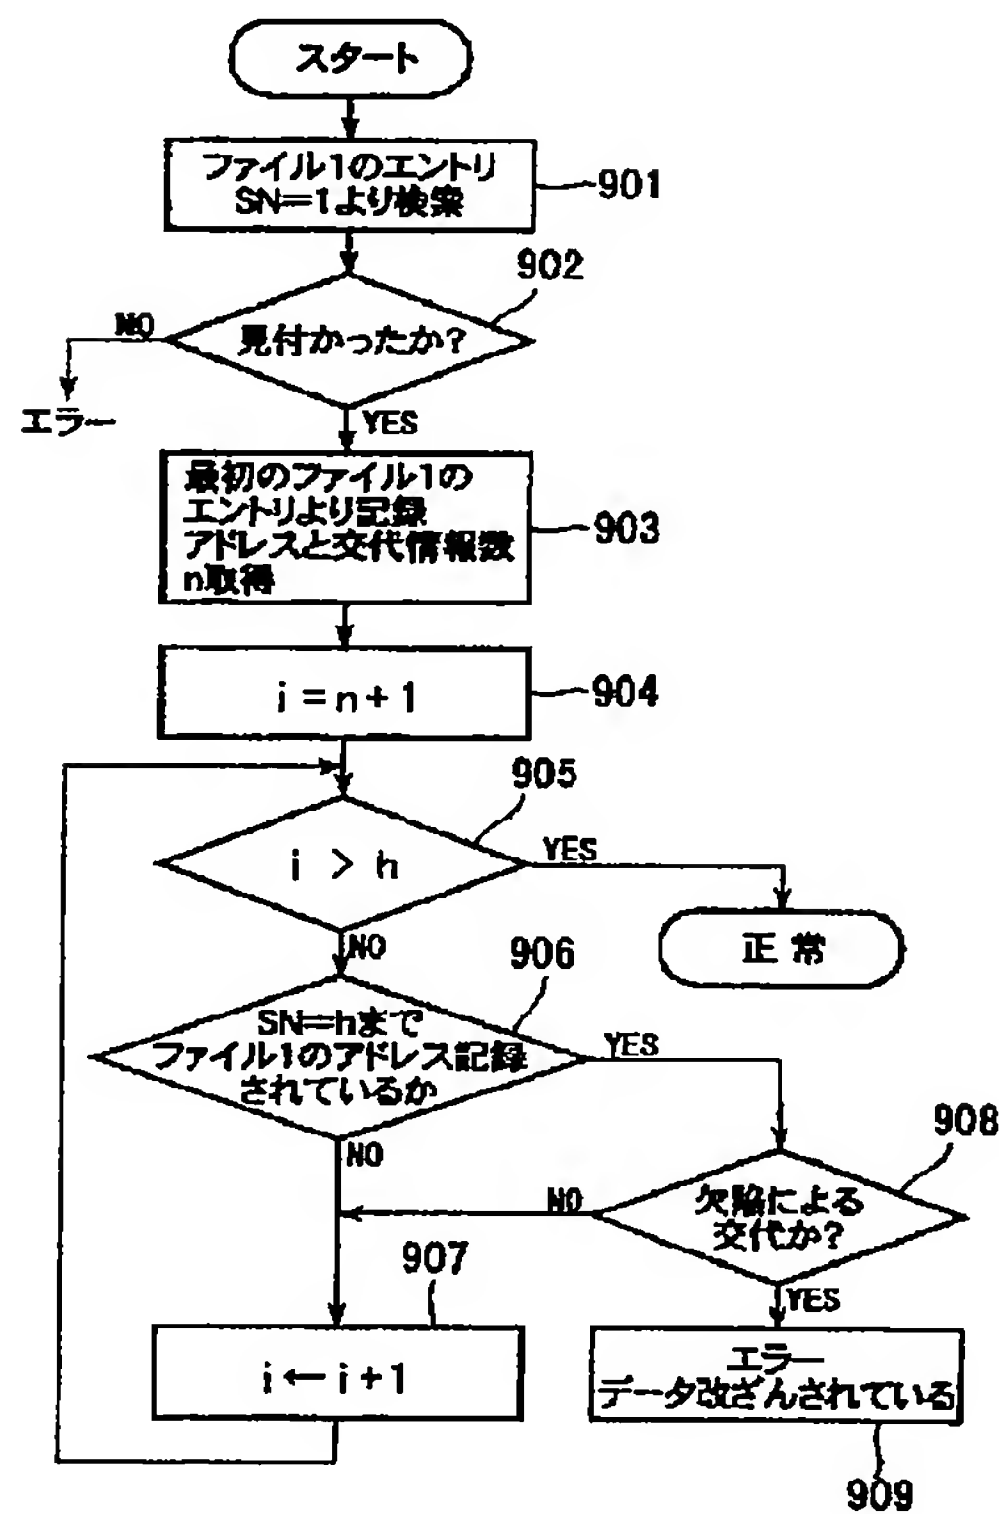 スタート
ファイル1のエントリ
SN=1より検索
901
902
見付かったか?
NO
エラー
YES
最初のファイル1の
エントリより記録
アドレスと交代情報数
n取得
903
i = n + 1
904
905
i > h
YES
正常
NO
906
SN=hまで
ファイル1のアドレス記録
されているか
YES
NO
908
欠陥による
交代か?
NO
YES
907
i ← i + 1
エラー
データ改ざんされている
909